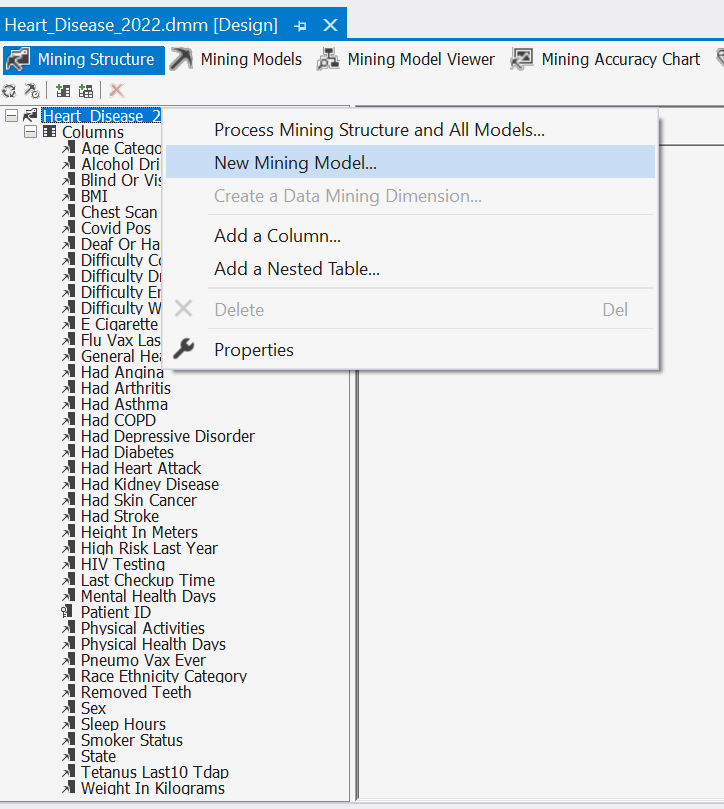 Heart_Disease_2022.dmm [Design]
Mining Structure Mining Models Mining Model Viewer Mining Accuracy Chart
Heart_Disease_2
Columns
Process Mining Structure and All Models...
New Mining Model...
Create a Data Mining Dimension...
Add a Column...
Add a Nested Table...
Delete Del
Properties
Age Catego
Alcohol Dri
Blind Or Vis
BMI
Chest Scan
Covid Pos
Deaf Or Ha
Difficulty Co
Difficulty Dr
Difficulty Er
Difficulty W
E Cigarette
Flu Vax Las
General Hea
Had Angina
Had Arthritis
Had Asthma
Had COPD
Had Depressive Disorder
Had Diabetes
Had Heart Attack
Had Kidney Disease
Had Skin Cancer
Had Stroke
Height In Meters
High Risk Last Year
HIV Testing
Last Checkup Time
Mental Health Days
Patient ID
Physical Activities
Physical Health Days
Pneumo Vax Ever
Race Ethnicity Category
Removed Teeth
Sex
Sleep Hours
Smoker Status
State
Tetanus Last10 Tdap
Weight In Kilograms